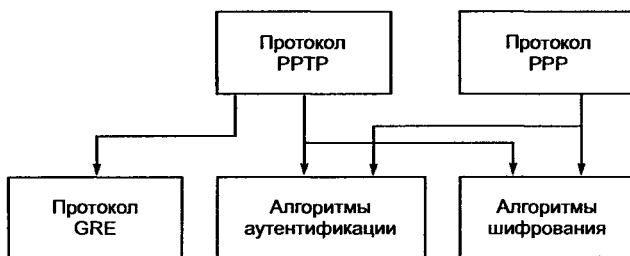 Протокол
PPTP
Протокол
PPP
Протокол
GRE
Алгоритмы
аутентификации
Алгоритмы
шифрования